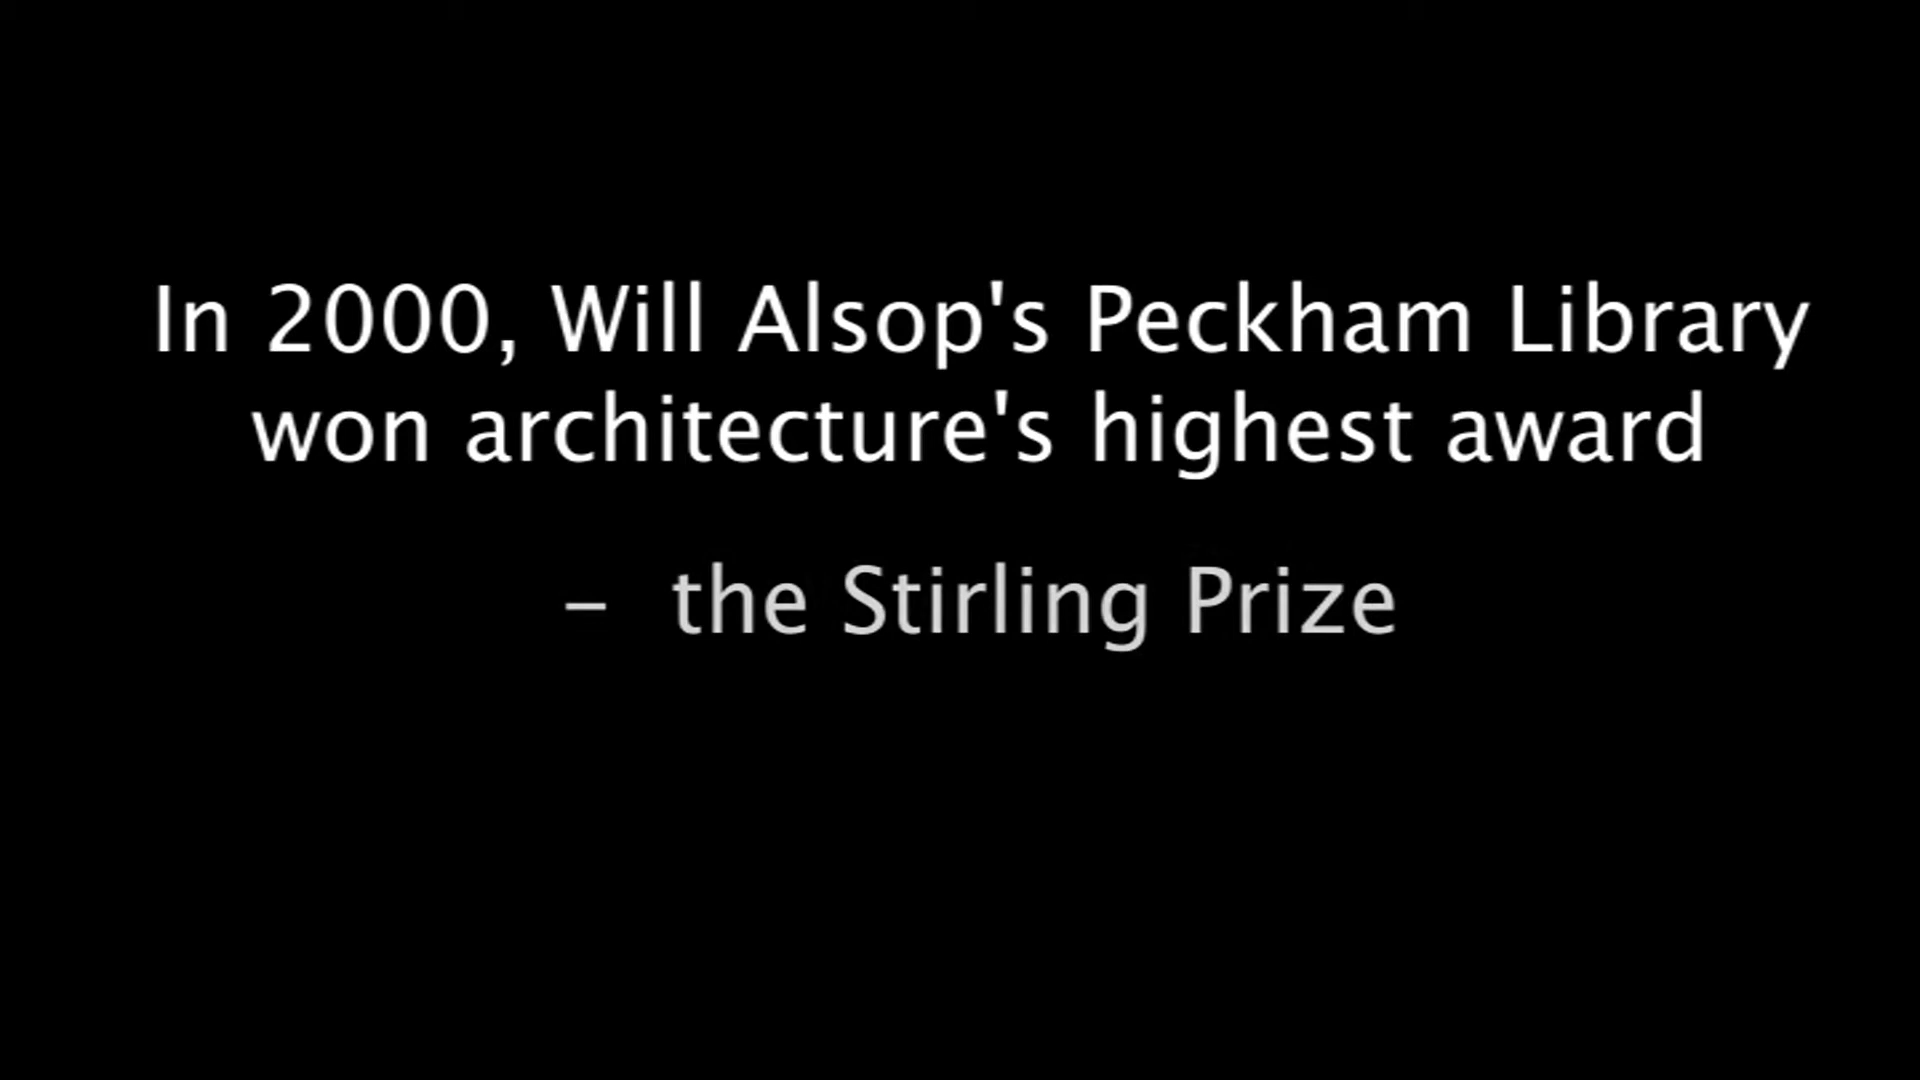 In 2000, Will Alsop's Peckham Library
won architecture's highest award
– the Stirling Prize